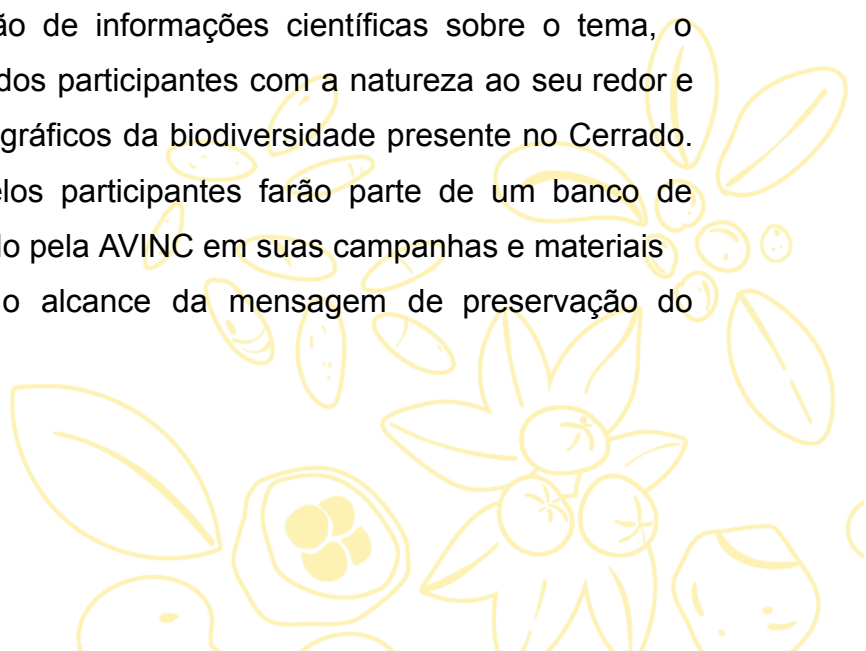 ão de informações científicas sobre o tema, o
dos participantes com a natureza ao seu redor e
gráficos da biodiversidade presente no Cerrado.
elos participantes farão parte de um banco de
do pela AVINC em suas campanhas e materiais
o alcance da mensagem de preservação do